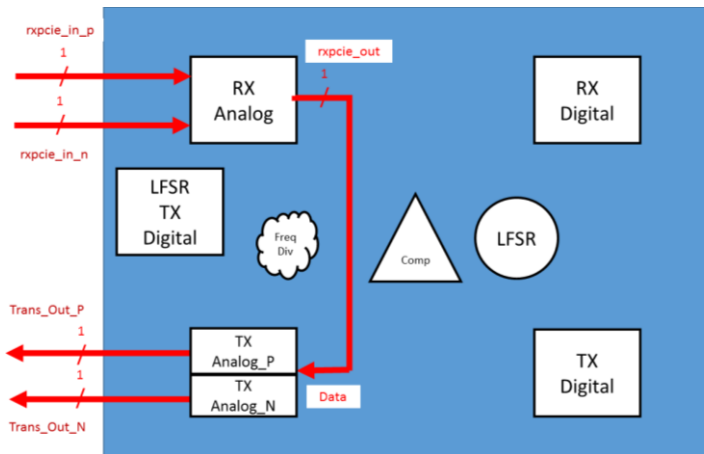 rxpcie_in_p
1
1
rxpcie_in_n
RX
Analog
rxpcie_out
1
RX
Digital
LFSR
TX
Digital
Freq
Div
Comp
LFSR
Trans_Out_P
1
1
Trans_Out_N
TX
Analog_P
TX
Analog_N
Data
TX
Digital